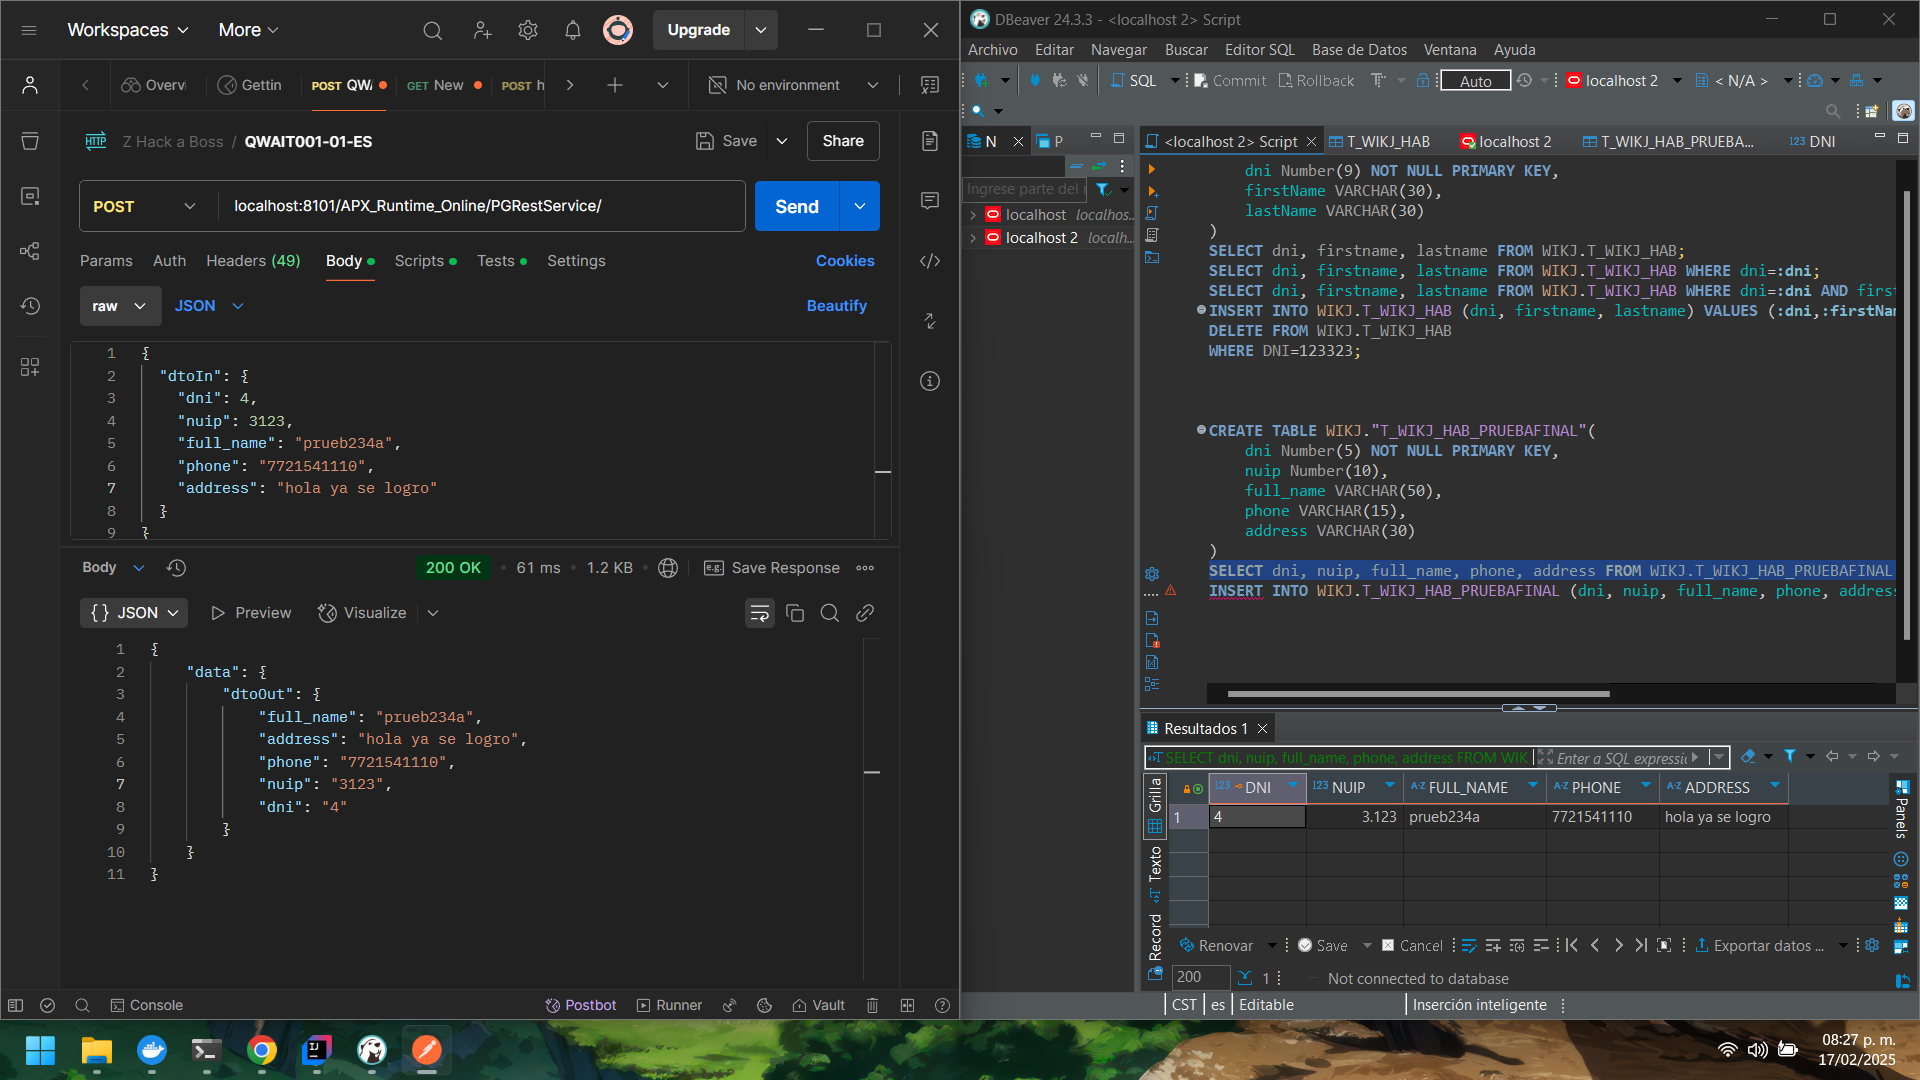 Workspaces
More
Upgrade
Overv
Gettin
POST QWA
GET New
POST h
No environment
Z Hack a Boss / QWAIT001-01-ES
Save
Share
POST
localhost:8101/APX_Runtime_Online/PGRestService/
Send
Params
Auth
Headers (49)
Body
Scripts
Tests
Settings
Cookies
raw
JSON
Beautify
1 {
2 "dtoIn": {
3 "dni": 4,
4 "nuip": 3123,
5 "full_name": "prueb234a",
6 "phone": "7721541110",
7 "address": "hola ya se logro"
8 }
9 }
Body
200 OK
61 ms
1.2 KB
e.g. Save Response
{} JSON
Preview
Visualize
1 {
2 "data": {
3 "dtoOut": {
4 "full_name": "prueb234a",
5 "address": "hola ya se logro",
6 "phone": "7721541110",
7 "nuip": "3123",
8 "dni": "4"
9 }
10 }
11 }
Console
Postbot
Runner
Vault
DBeaver 24.3.3 - <localhost 2> Script
Archivo Editar Navegar Buscar Editor SQL Base de Datos Ventana Ayuda
SQL
Commit
Rollback
Auto
localhost 2
< N/A >
N
P
<localhost 2> Script
T_WIKJ_HAB
localhost 2
T_WIKJ_HAB_PRUEBA...
123 DNI
Ingrese parte del
localhost localhos...
localhost 2 localh...
dni Number(9) NOT NULL PRIMARY KEY,
firstName VARCHAR(30),
lastName VARCHAR(30)
)
SELECT dni, firstname, lastname FROM WIKJ.T_WIKJ_HAB;
SELECT dni, firstname, lastname FROM WIKJ.T_WIKJ_HAB WHERE dni=:dni;
SELECT dni, firstname, lastname FROM WIKJ.T_WIKJ_HAB WHERE dni=:dni AND firs
INSERT INTO WIKJ.T_WIKJ_HAB (dni, firstname, lastname) VALUES (:dni,:firstNam
DELETE FROM WIKJ.T_WIKJ_HAB
WHERE DNI=123323;
CREATE TABLE WIKJ."T_WIKJ_HAB_PRUEBAFINAL"(
dni Number(5) NOT NULL PRIMARY KEY,
nuip Number(10),
full_name VARCHAR(50),
phone VARCHAR(15),
address VARCHAR(30)
)
SELECT dni, nuip, full_name, phone, address FROM WIKJ.T_WIKJ_HAB_PRUEBAFINAL
INSERT INTO WIKJ.T_WIKJ_HAB_PRUEBAFINAL (dni, nuip, full_name, phone, addres
Resultados 1
SELECT dni, nuip, full_name, phone, address FROM WIK
Enter a SQL expressic
Grilla
Texto
Record
Panels
123 DNI
123 NUIP
A-Z FULL_NAME
A-Z PHONE
A-Z ADDRESS
1 4 3.123 prueb234a 7721541110 hola ya se logro
Renovar
Save
Cancel
Exportar datos ...
200
1
Not connected to database
CST
es
Editable
Inserción inteligente
08:27 p. m.
17/02/2025